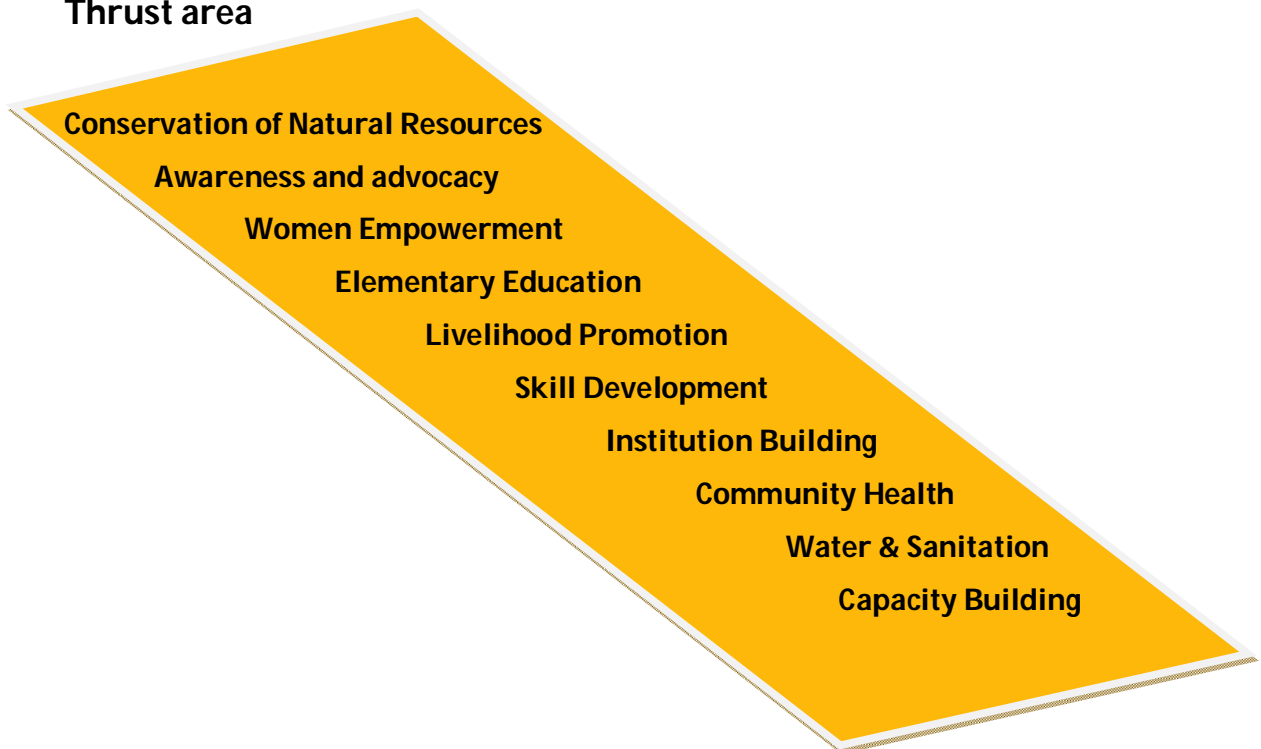 Thrust area
Conservation of Natural Resources
Awareness and advocacy
Women Empowerment
Elementary Education
Livelihood Promotion
Skill Development
Institution Building
Community Health
Water & Sanitation
Capacity Building